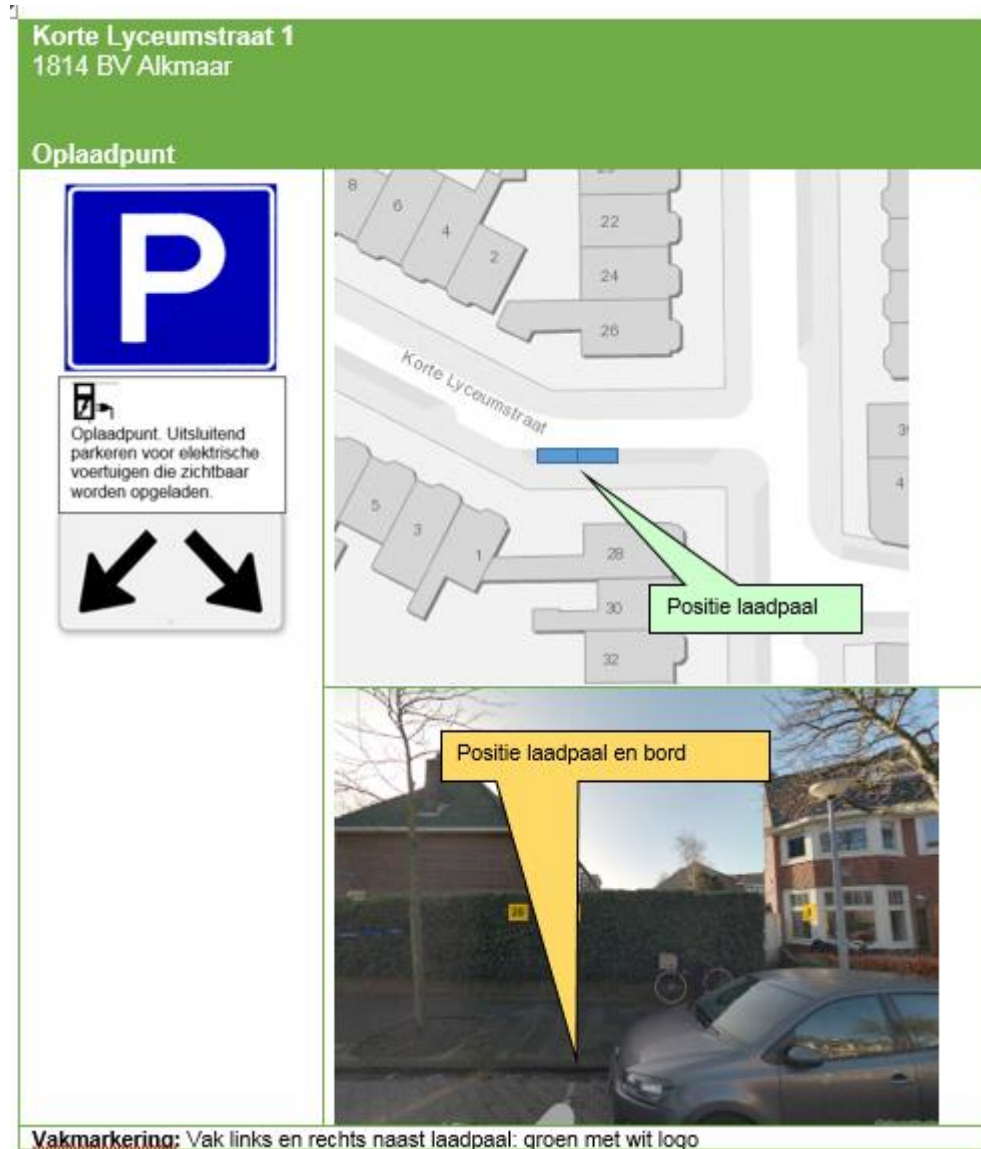 Korte Lyceumstraat 1
1814 BV Alkmaar
Oplaadpunt
P
Oplaadpunt. Uitsluitend
parkeren voor elektrische
voertuigen die zichtbaar
worden opgeladen.
8
6
4
2
22
24
26
Korte Lyceumstraat
5
3
1
28
30
32
4
Positie laadpaal
Positie laadpaal en bord
Vakmarkering: Vak links en rechts naast laadpaal: groen met wit logo